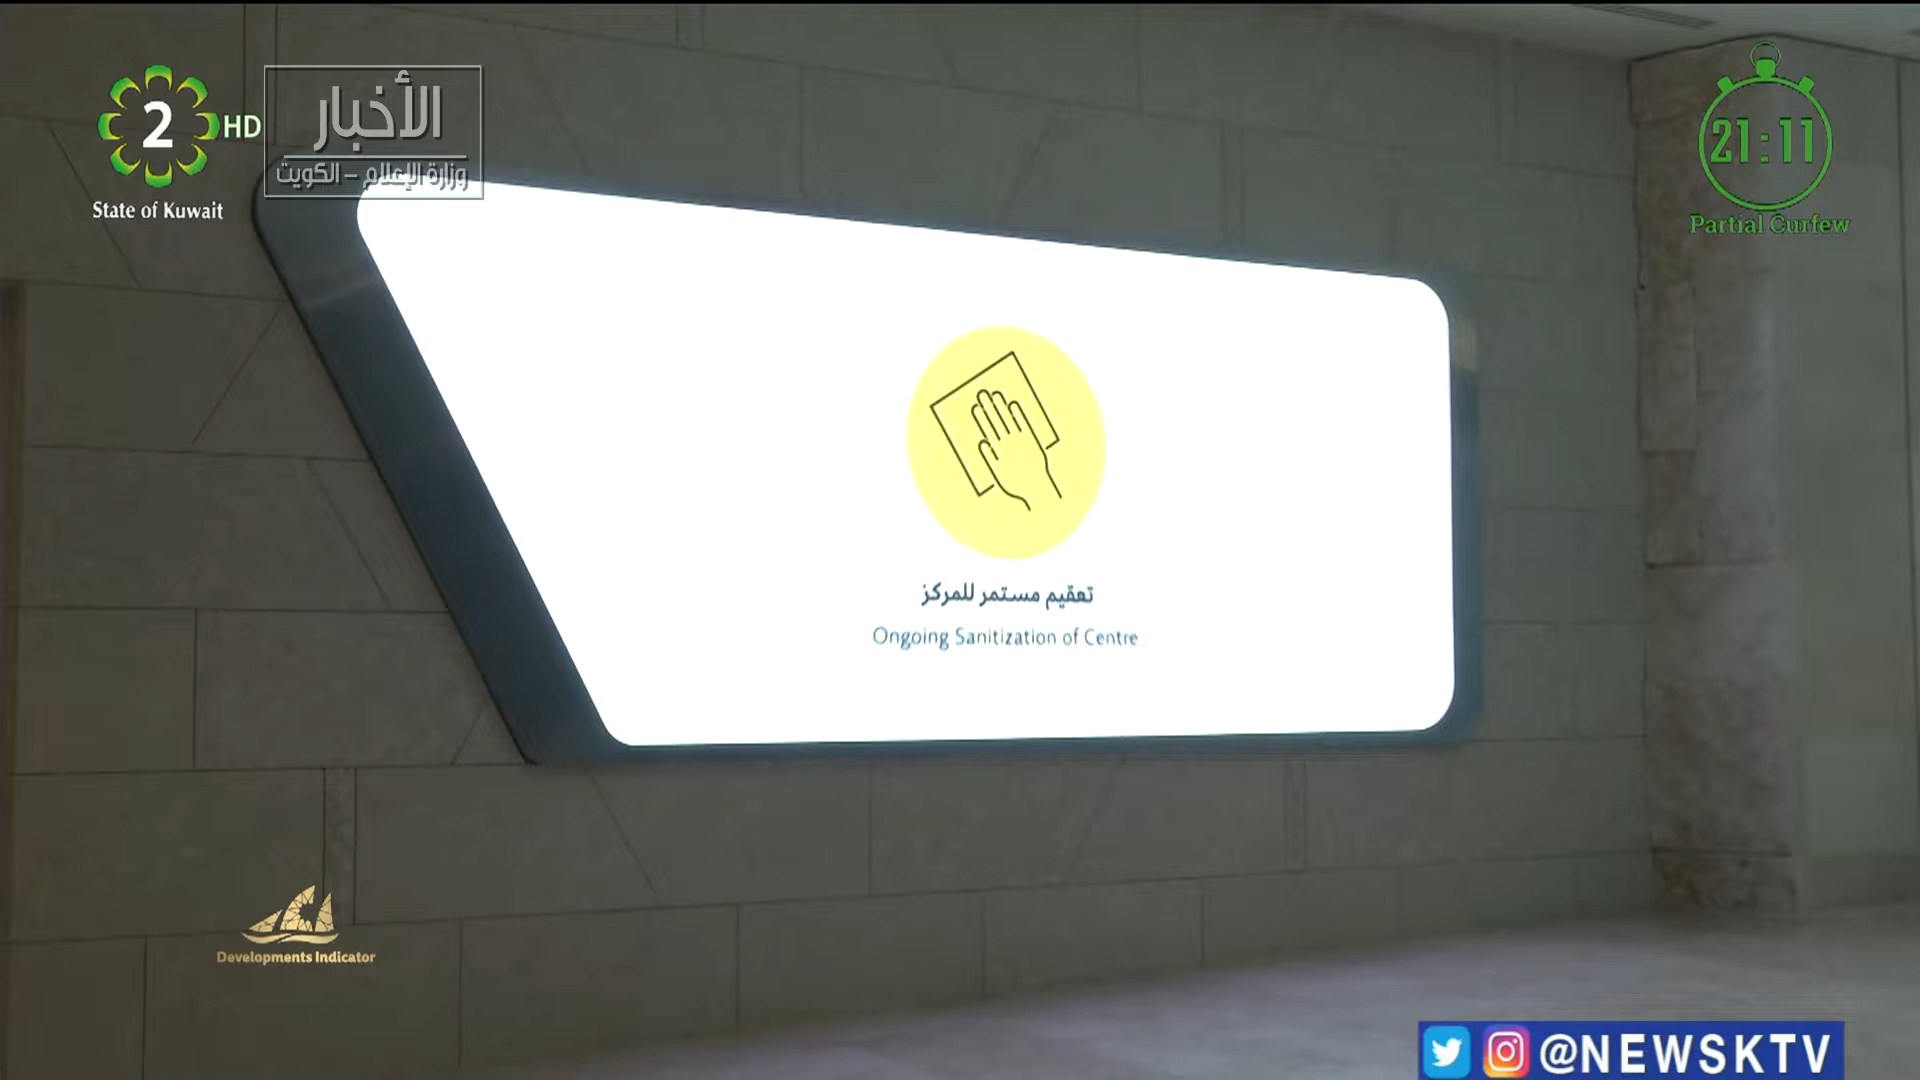 2
HD
State of Kuwait
الأخبار
وزارة الإعلام - الكويت
21:11
Partial Curfew
تعقيم مستمر للمركز
Ongoing Sanitization of Centre
Developments Indicator
@NEWSKTV